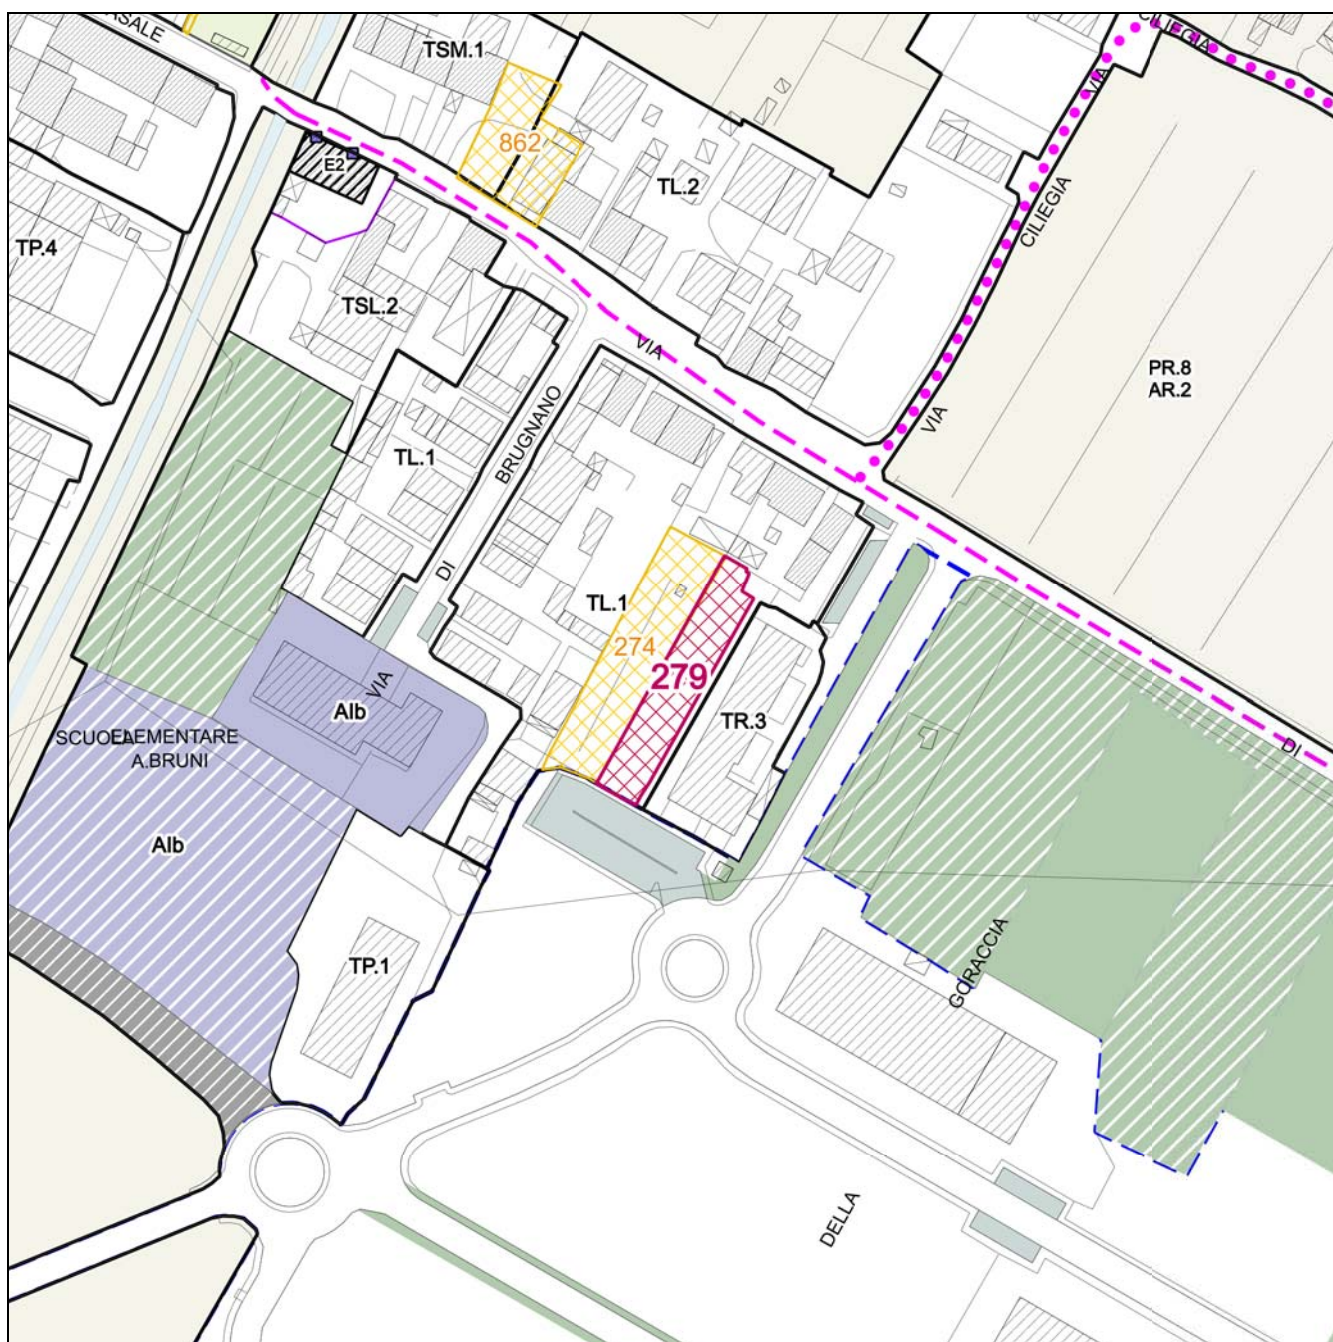 ASALE
TSM.1
CILIEGIA
VIA
862
E2
TL.2
CILIEGIA
TP.4
TSL.2
VIA
PR.8
AR.2
VIA
BRUGNANO
TL.1
DI
TL.1
274
279
VIA
Alb
TR.3
SCUOLA
ELEMENTARE
A.BRUNI
DI
Alb
TP.1
GORACCIA
DELLA